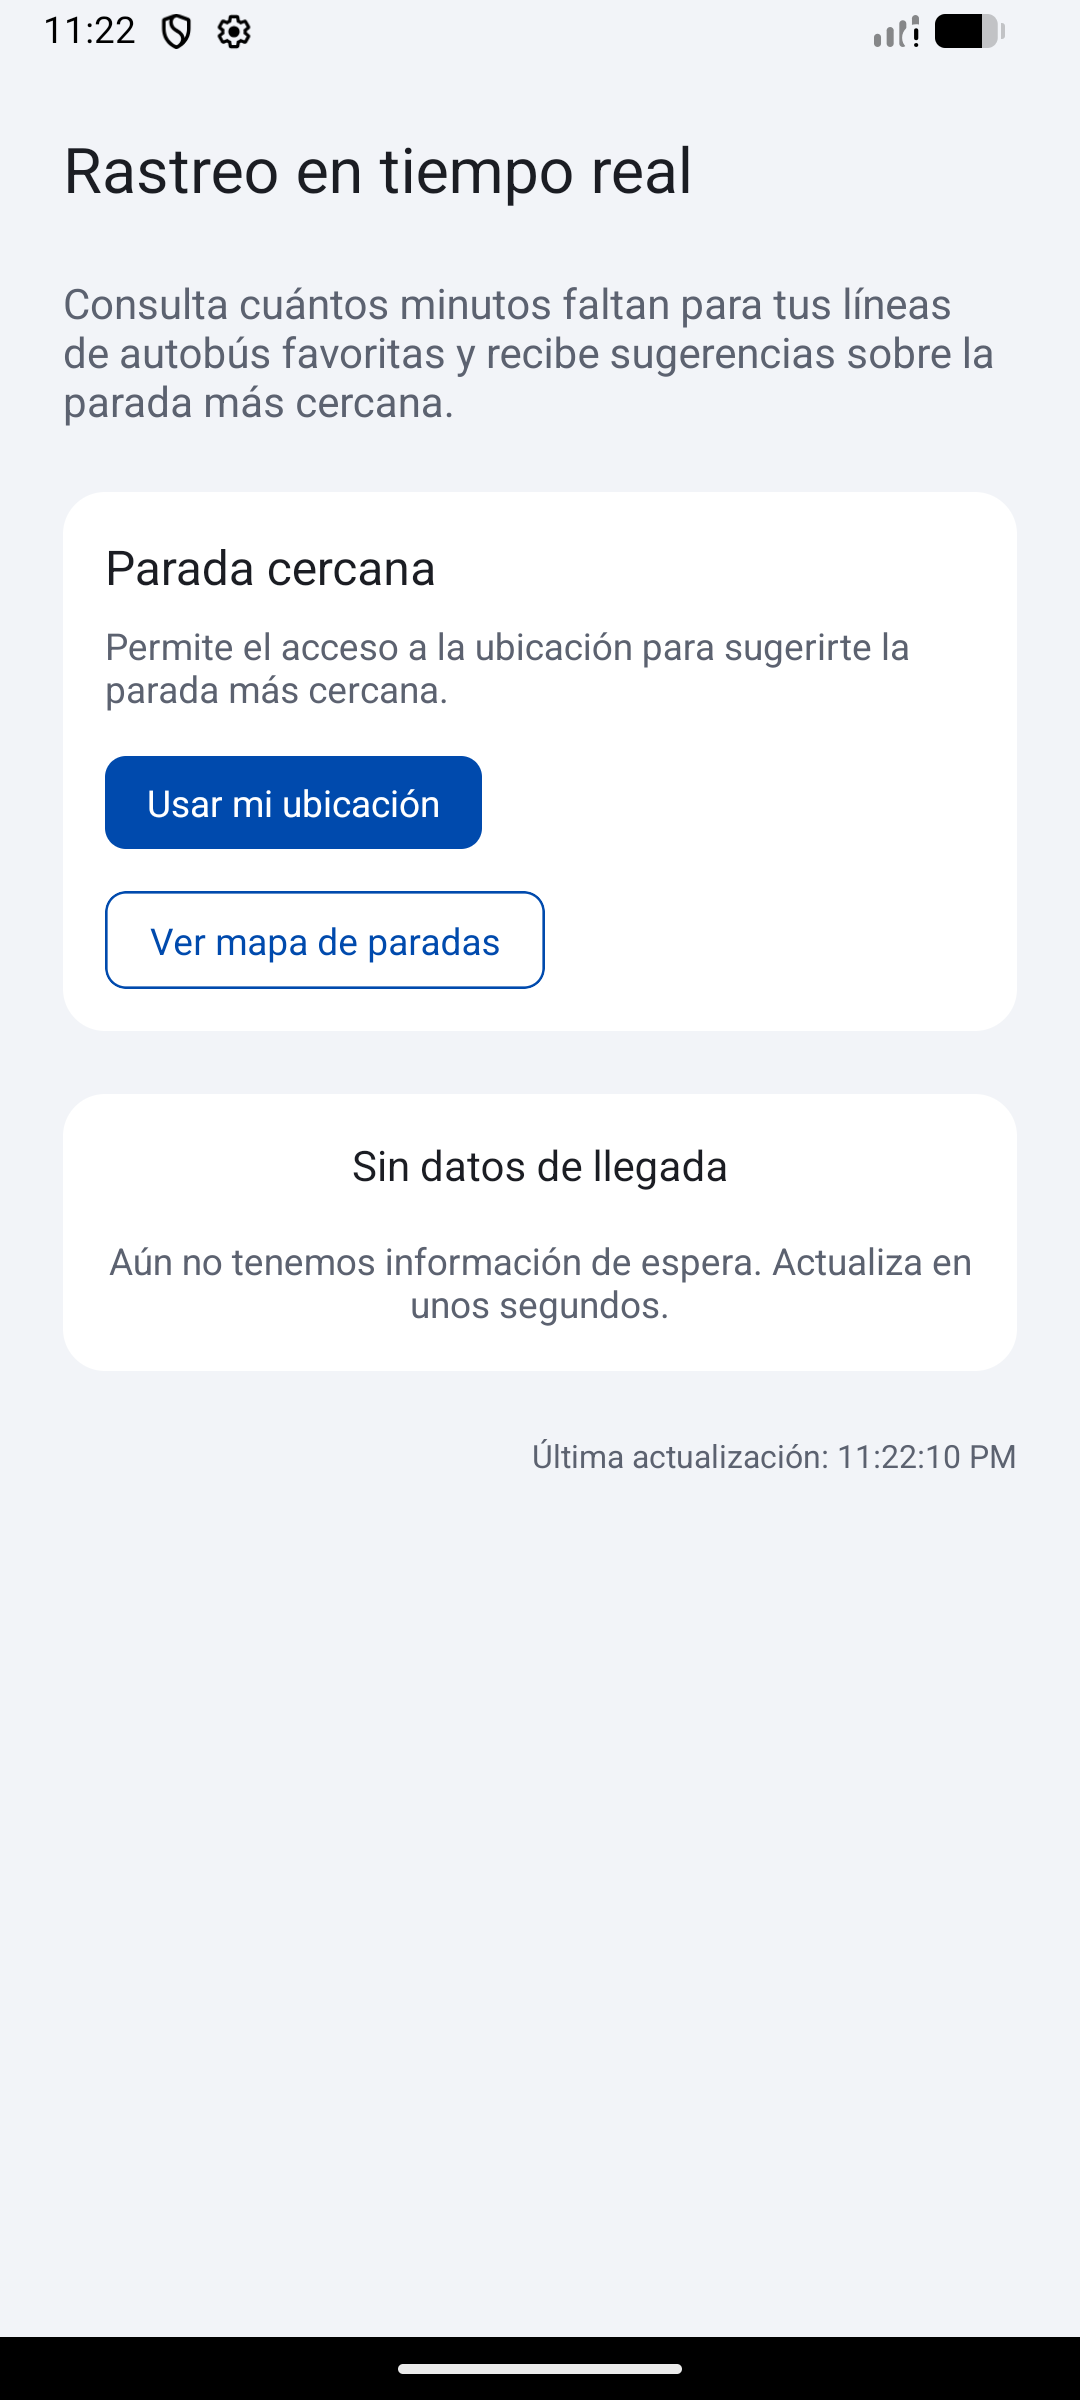 11:22
Rastreo en tiempo real
Consulta cuántos minutos faltan para tus líneas
de autobús favoritas y recibe sugerencias sobre la
parada más cercana.
Parada cercana
Permite el acceso a la ubicación para sugerirte la
parada más cercana.
Usar mi ubicación
Ver mapa de paradas
Sin datos de llegada
Aún no tenemos información de espera. Actualiza en
unos segundos.
Última actualización: 11:22:10 PM